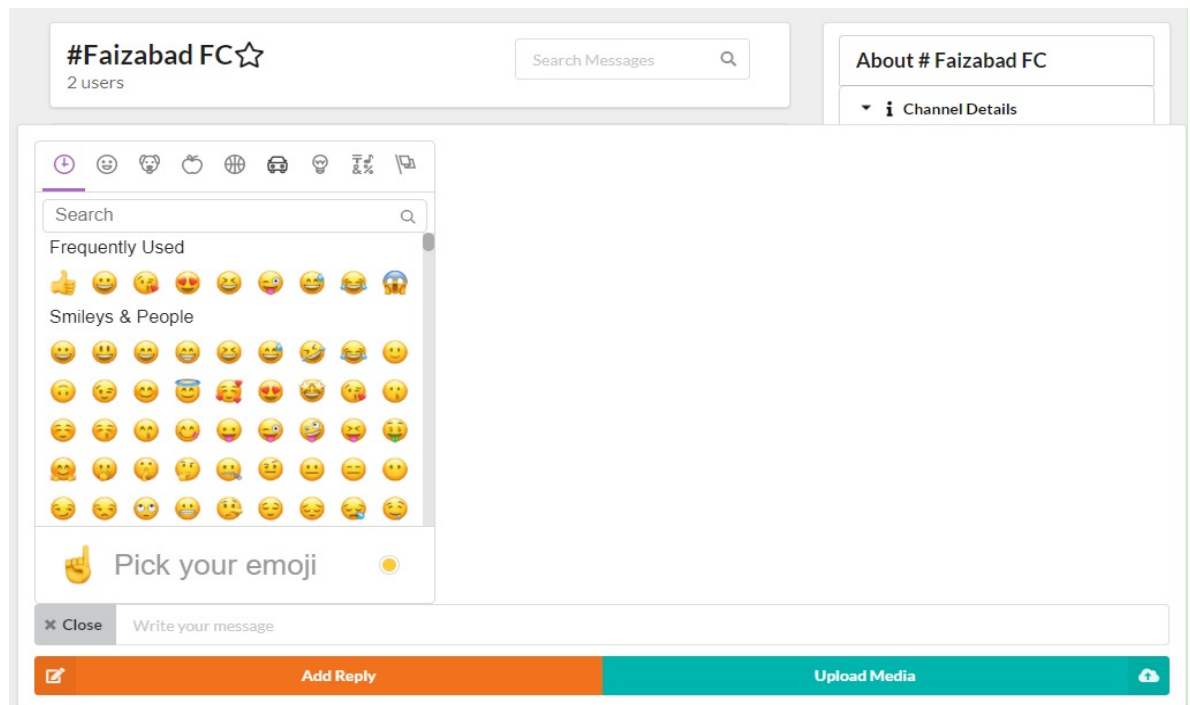 #Faizabad FC
2 users
Search Messages
About # Faizabad FC
Channel Details
Search
Frequently Used
Smileys & People
Pick your emoji
Close
Write your message
Add Reply
Upload Media